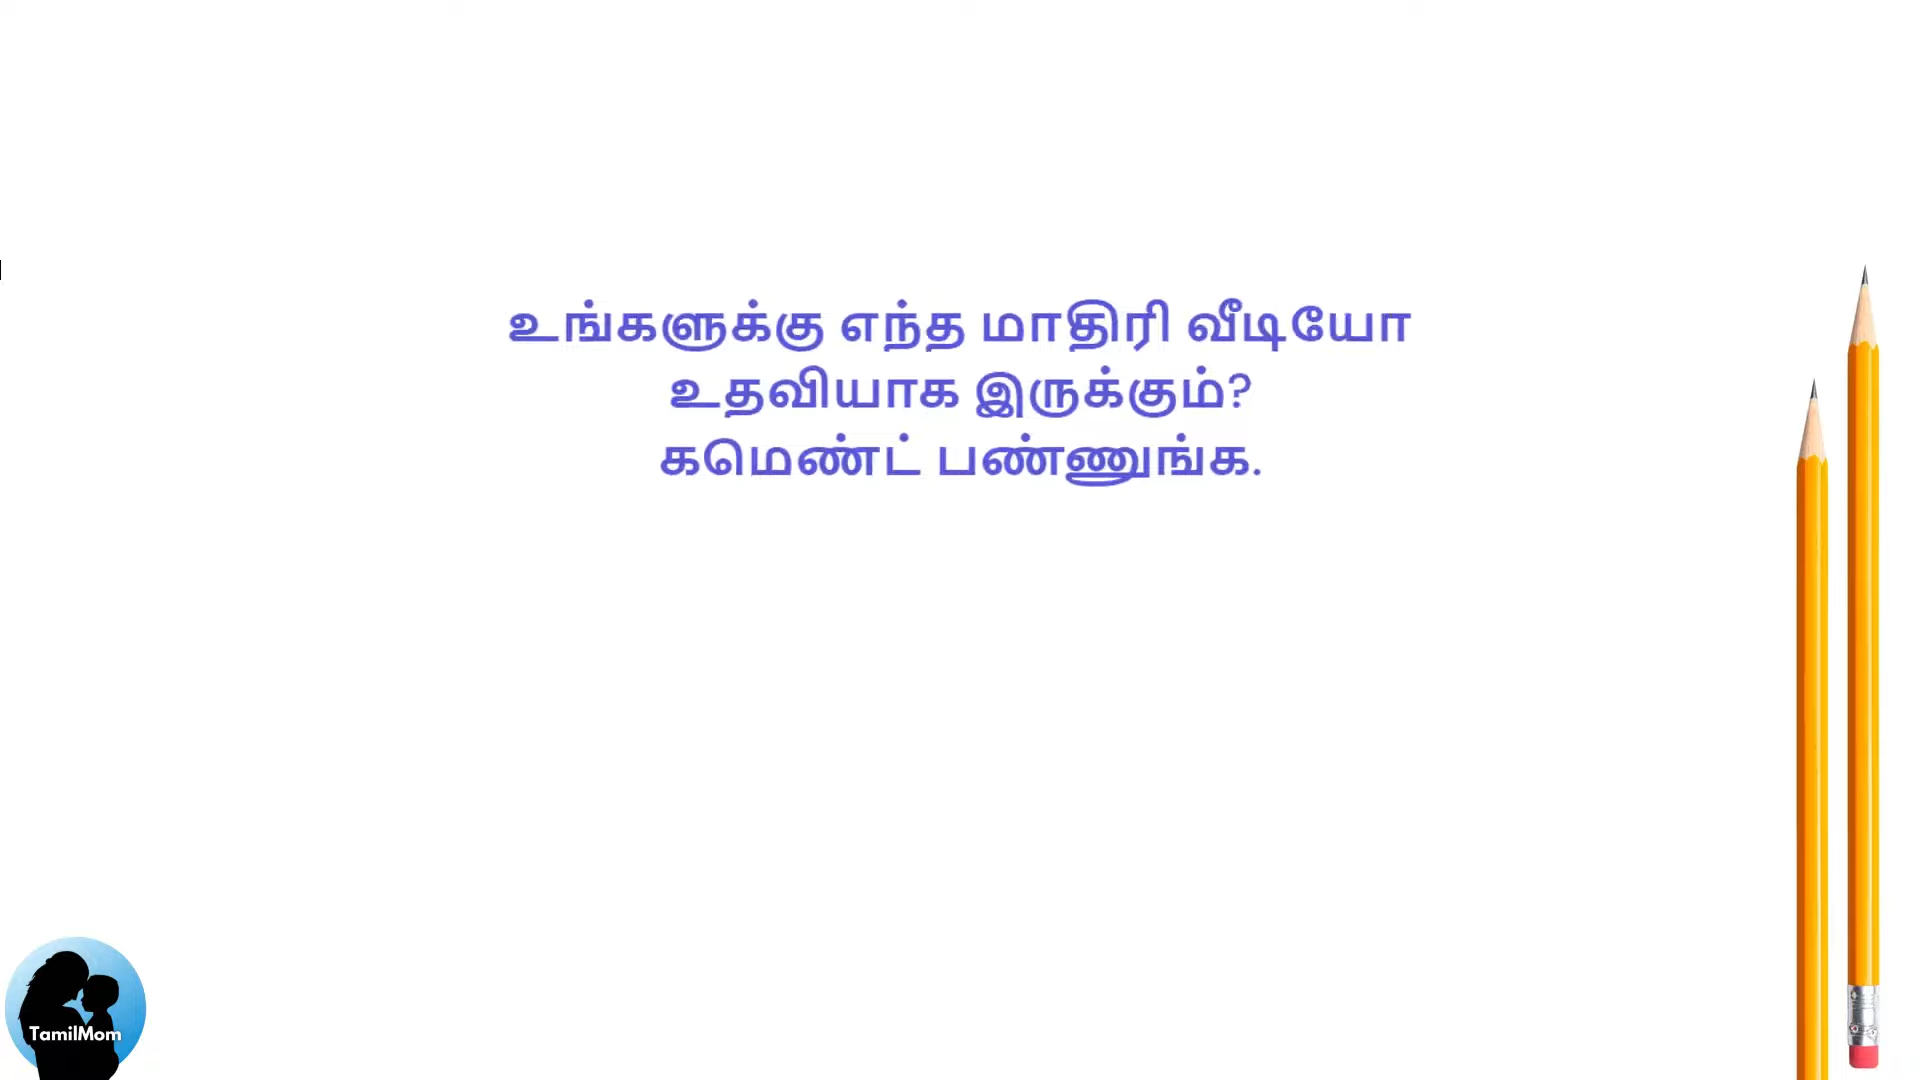 உங்களுக்கு எந்த மாதிரி வீடியோ
உதவியாக இருக்கும்?
கமெண்ட் பண்ணுங்க.
TamilMom